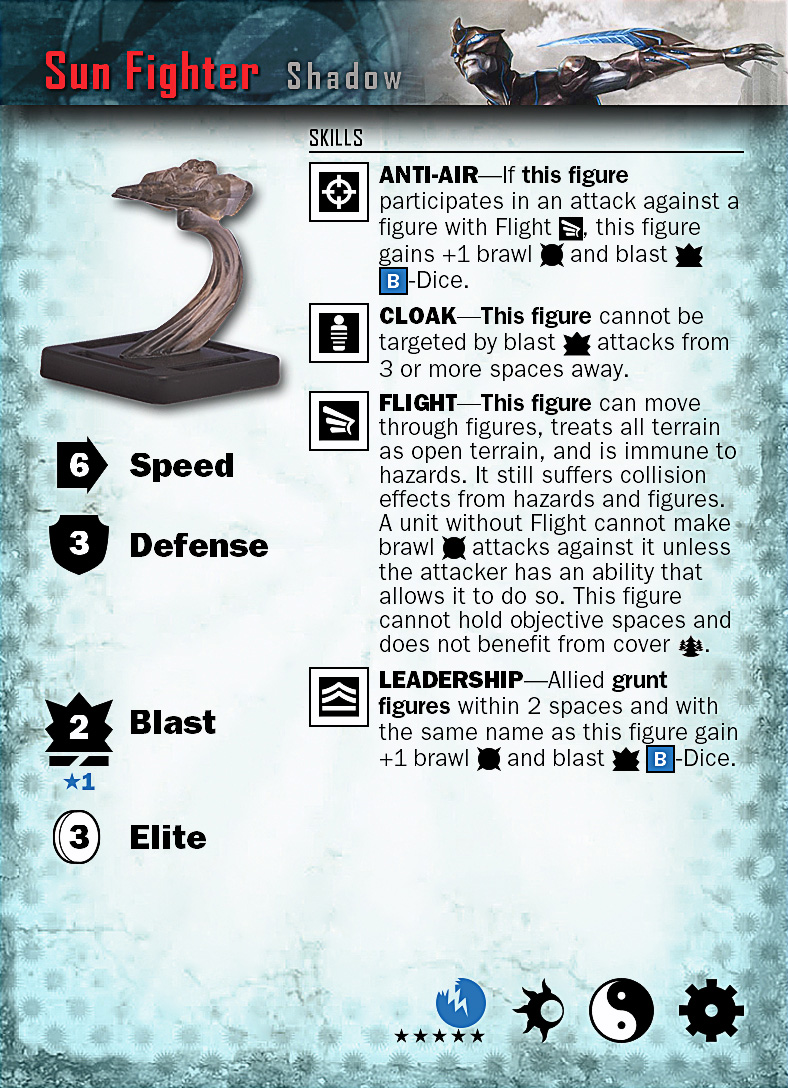 Sun Fighter Shadow
SKILLS
ANTI-AIR—If this figure
participates in an attack against a
figure with Flight , this figure
gains +1 brawl and blast
B-Dice.
CLOAK—This figure cannot be
targeted by blast attacks from
3 or more spaces away.
FLIGHT—This figure can move
through figures, treats all terrain
as open terrain, and is immune to
hazards. It still suffers collision
effects from hazards and figures.
A unit without Flight cannot make
brawl attacks against it unless
the attacker has an ability that
allows it to do so. This figure
cannot hold objective spaces and
does not benefit from cover .
LEADERSHIP—Allied grunt
figures within 2 spaces and with
the same name as this figure gain
+1 brawl and blast B-Dice.
6 Speed
3 Defense
2 Blast
★1
3 Elite
★★★★★